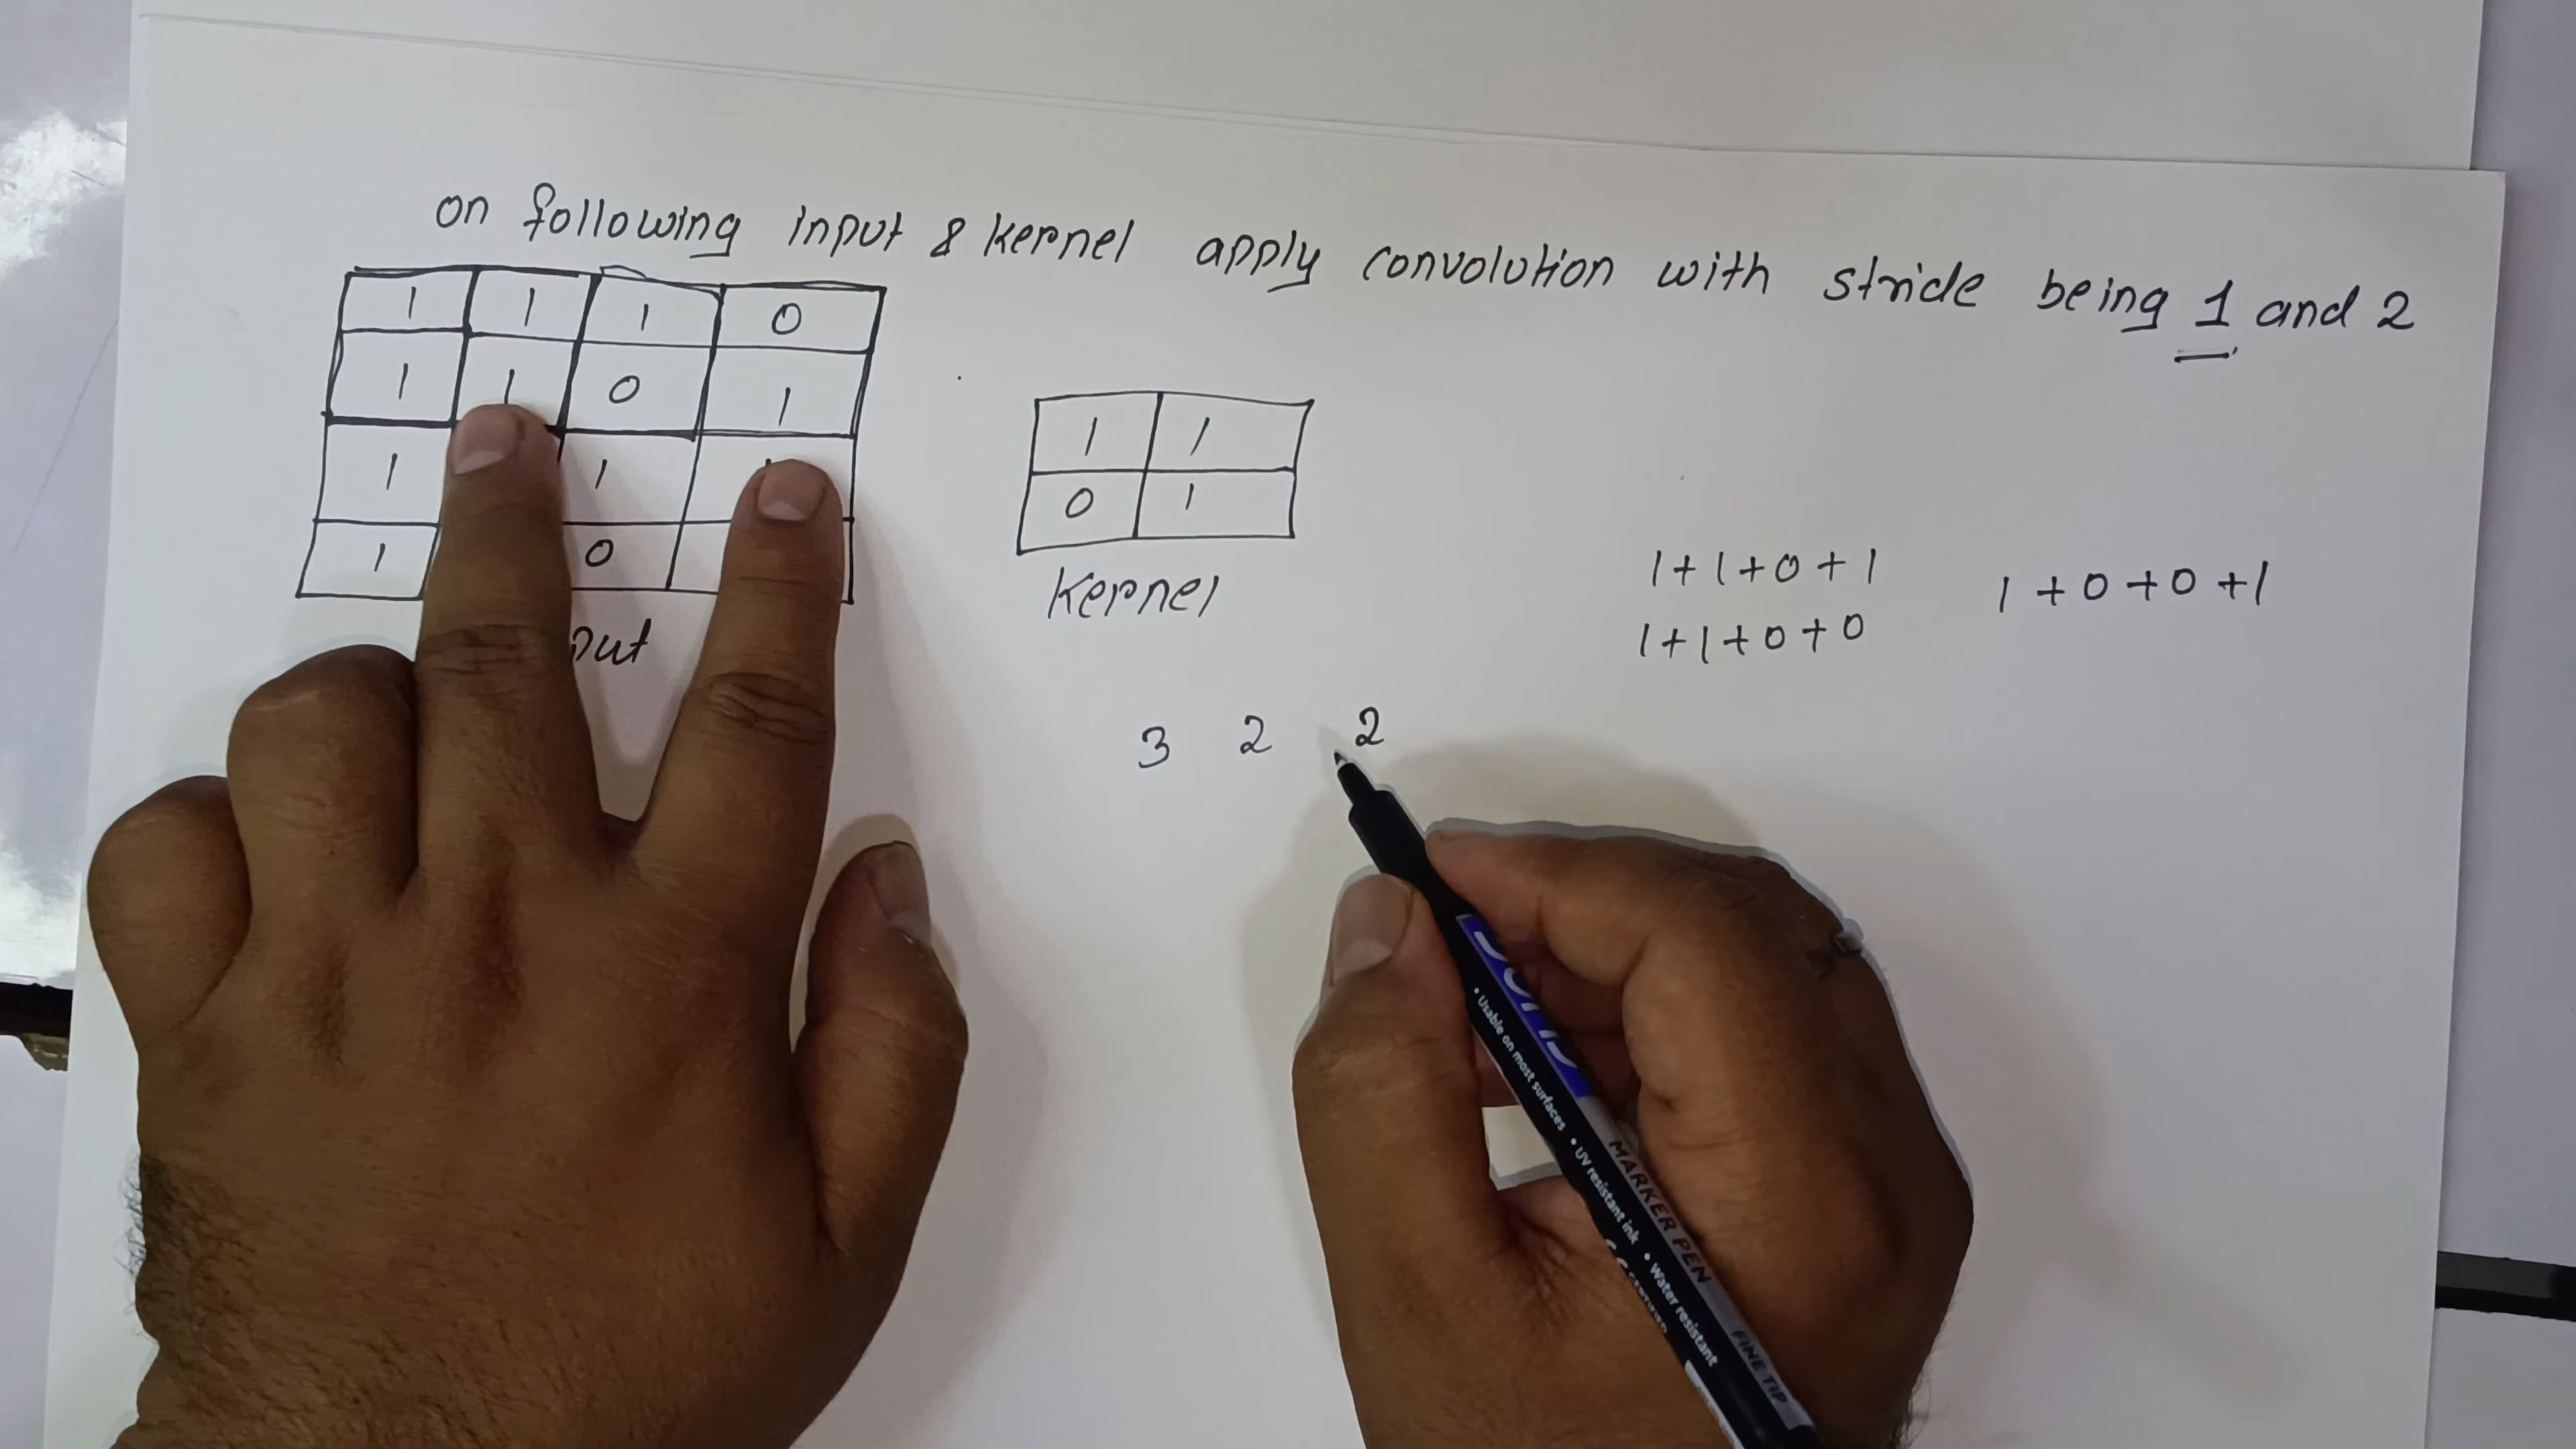 on following input & kernel apply convolution with stride being 1 and 2
1 1 1 0
1 1 0 1
1 1
1 0
1 1
0 1
Kernel
put
1+1+0+1
1+1+0+0
1+0+0+1
3 2 2
• Usable on most surfaces • UV resistant ink • Water resistant
MARKER PEN FINE TIP